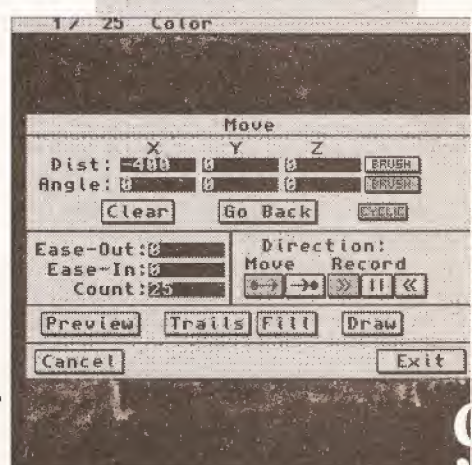 1/ 25 Color
Move
X Y Z
Dist: -400 0 0 BRUSH
Angle: 0 0 0 BRUSH
Clear Go Back CYCLIC
Ease-Out:0 Direction:
Ease-In:0 Move Record
Count:25
Preview Trails Fill Draw
Cancel Exit